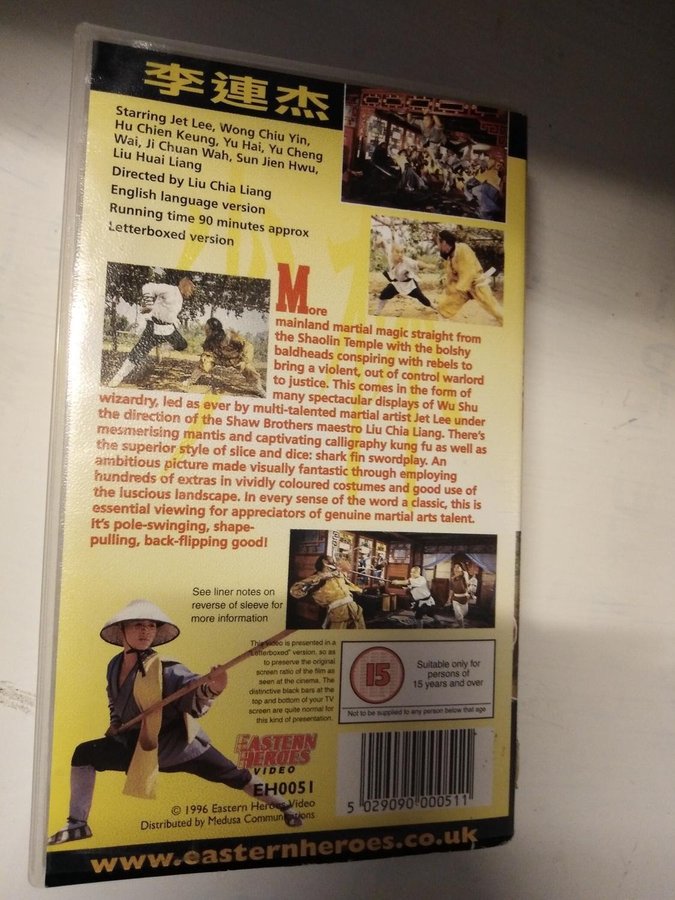 李連杰
Starring Jet Lee, Wong Chiu Yin,
Hu Chien Keung, Yu Hai, Yu Cheng
Wai, Ji Chuan Wah, Sun Jien Hwu,
Liu Huai Liang
Directed by Liu Chia Liang
English language version
Running time 90 minutes approx
Letterboxed version
More
mainland martial magic straight from
the Shaolin Temple with the bolshy
baldheads conspiring with rebels to
bring a violent, out of control warlord
to justice. This comes in the form of
many spectacular displays of Wu Shu
wizardry, led as ever by multi-talented martial artist Jet Lee under
the direction of the Shaw Brothers maestro Liu Chia Liang. There's
mesmerising mantis and captivating calligraphy kung fu as well as
the superior style of slice and dice: shark fin swordplay. An
ambitious picture made visually fantastic through employing
hundreds of extras in vividly coloured costumes and good use of
the luscious landscape. In every sense of the word a classic, this is
essential viewing for appreciators of genuine martial arts talent.
It's pole-swinging, shape-
pulling, back-flipping good!
See liner notes on
reverse of sleeve for
more information
This video is presented in a
"Letterboxed" version, so as
to preserve the original
screen ratio of the film as
seen at the cinema. The
distinctive black bars at the
top and bottom of your TV
screen are quite normal for
this kind of presentation.
15
Suitable only for
persons of
15 years and over
Not to be supplied to any person below that age
EASTERN
HEROES
VIDEO
EH0051
5 029090 000511
© 1996 Eastern Heroes Video
Distributed by Medusa Communications
www.easternheroes.co.uk